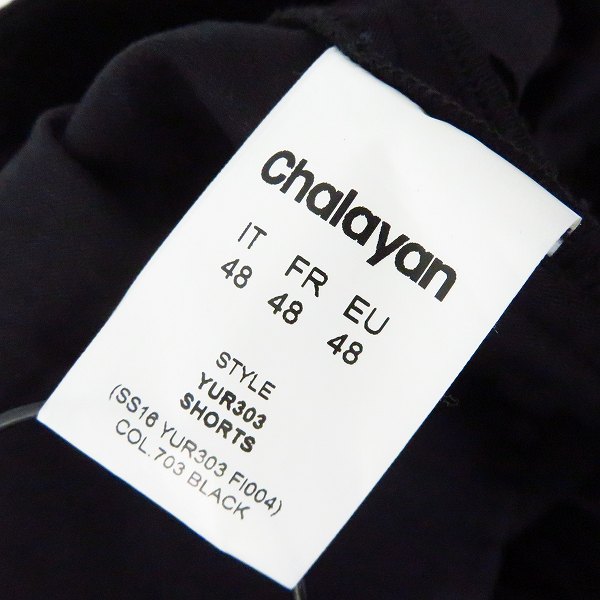 Chalayan
IT FR EU
48 48 48
STYLE
YUR303
SHORTS
(SS16 YUR303 FI004)
COL.703 BLACK